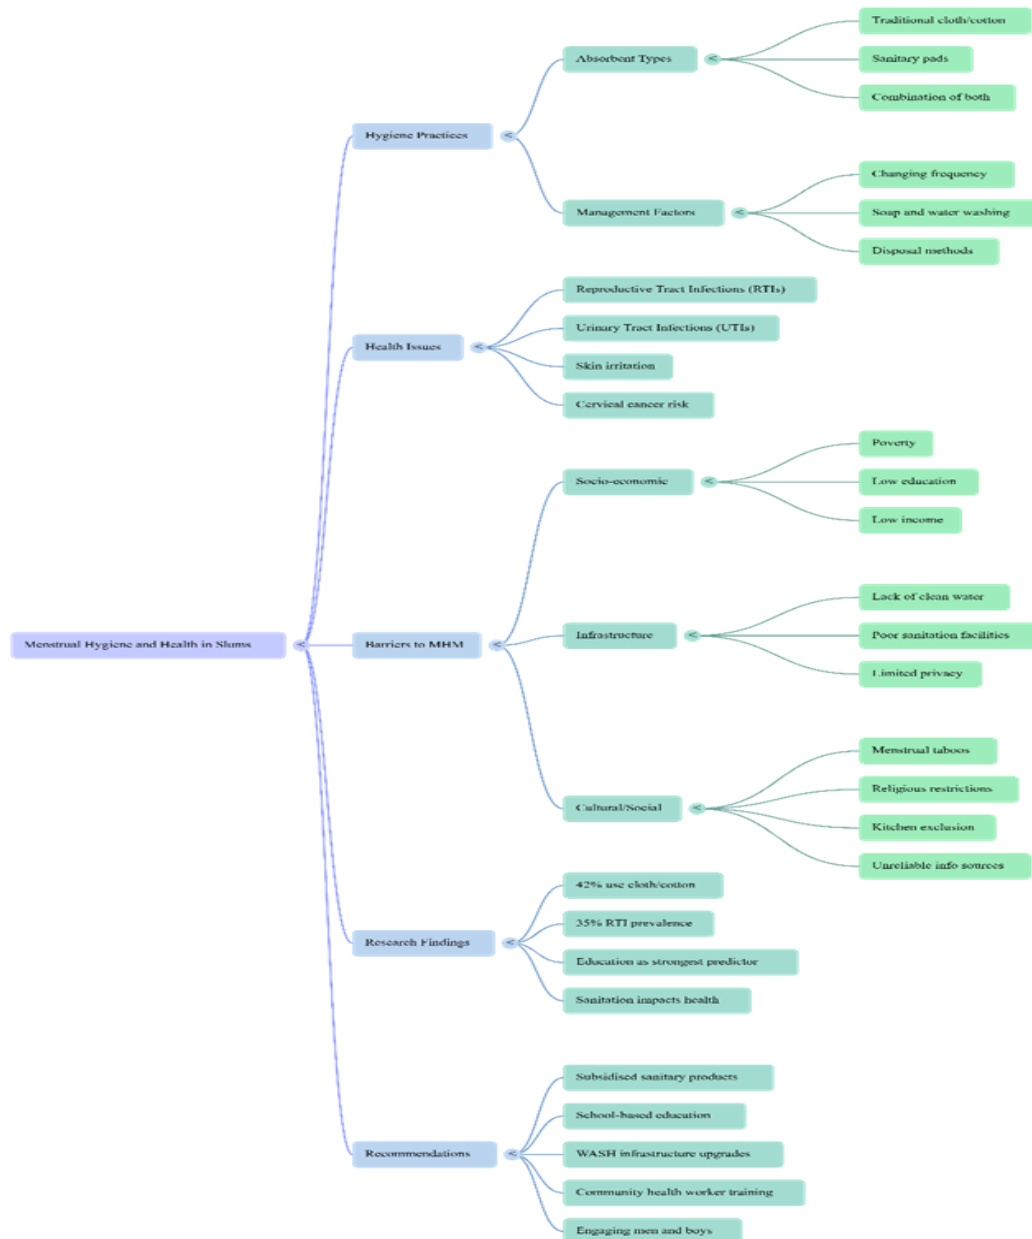 Menstrual Hygiene and Health in Slums
Hygiene Practices
Absorbent Types
Traditional cloth/cotton
Sanitary pads
Combination of both
Management Factors
Changing frequency
Soap and water washing
Disposal methods
Health Issues
Reproductive Tract Infections (RTIs)
Urinary Tract Infections (UTIs)
Skin irritation
Cervical cancer risk
Barriers to MHM
Socio-economic
Poverty
Low education
Low income
Infrastructure
Lack of clean water
Poor sanitation facilities
Limited privacy
Cultural/Social
Menstrual taboos
Religious restrictions
Kitchen exclusion
Unreliable info sources
Research Findings
42% use cloth/cotton
35% RTI prevalence
Education as strongest predictor
Sanitation impacts health
Recommendations
Subsidised sanitary products
School-based education
WASH infrastructure upgrades
Community health worker training
Engaging men and boys